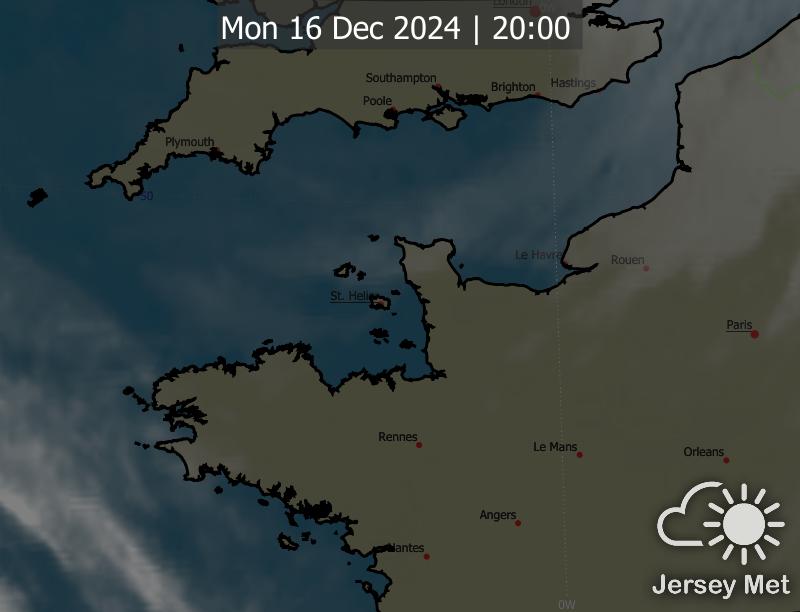 London
Mon 16 Dec 2024 | 20:00
Southampton
Brighton
Hastings
Poole
Plymouth
50
Le Havre
Rouen
St. Helier
Paris
Rennes
Le Mans
Orleans
Angers
Nantes
0W
Jersey Met